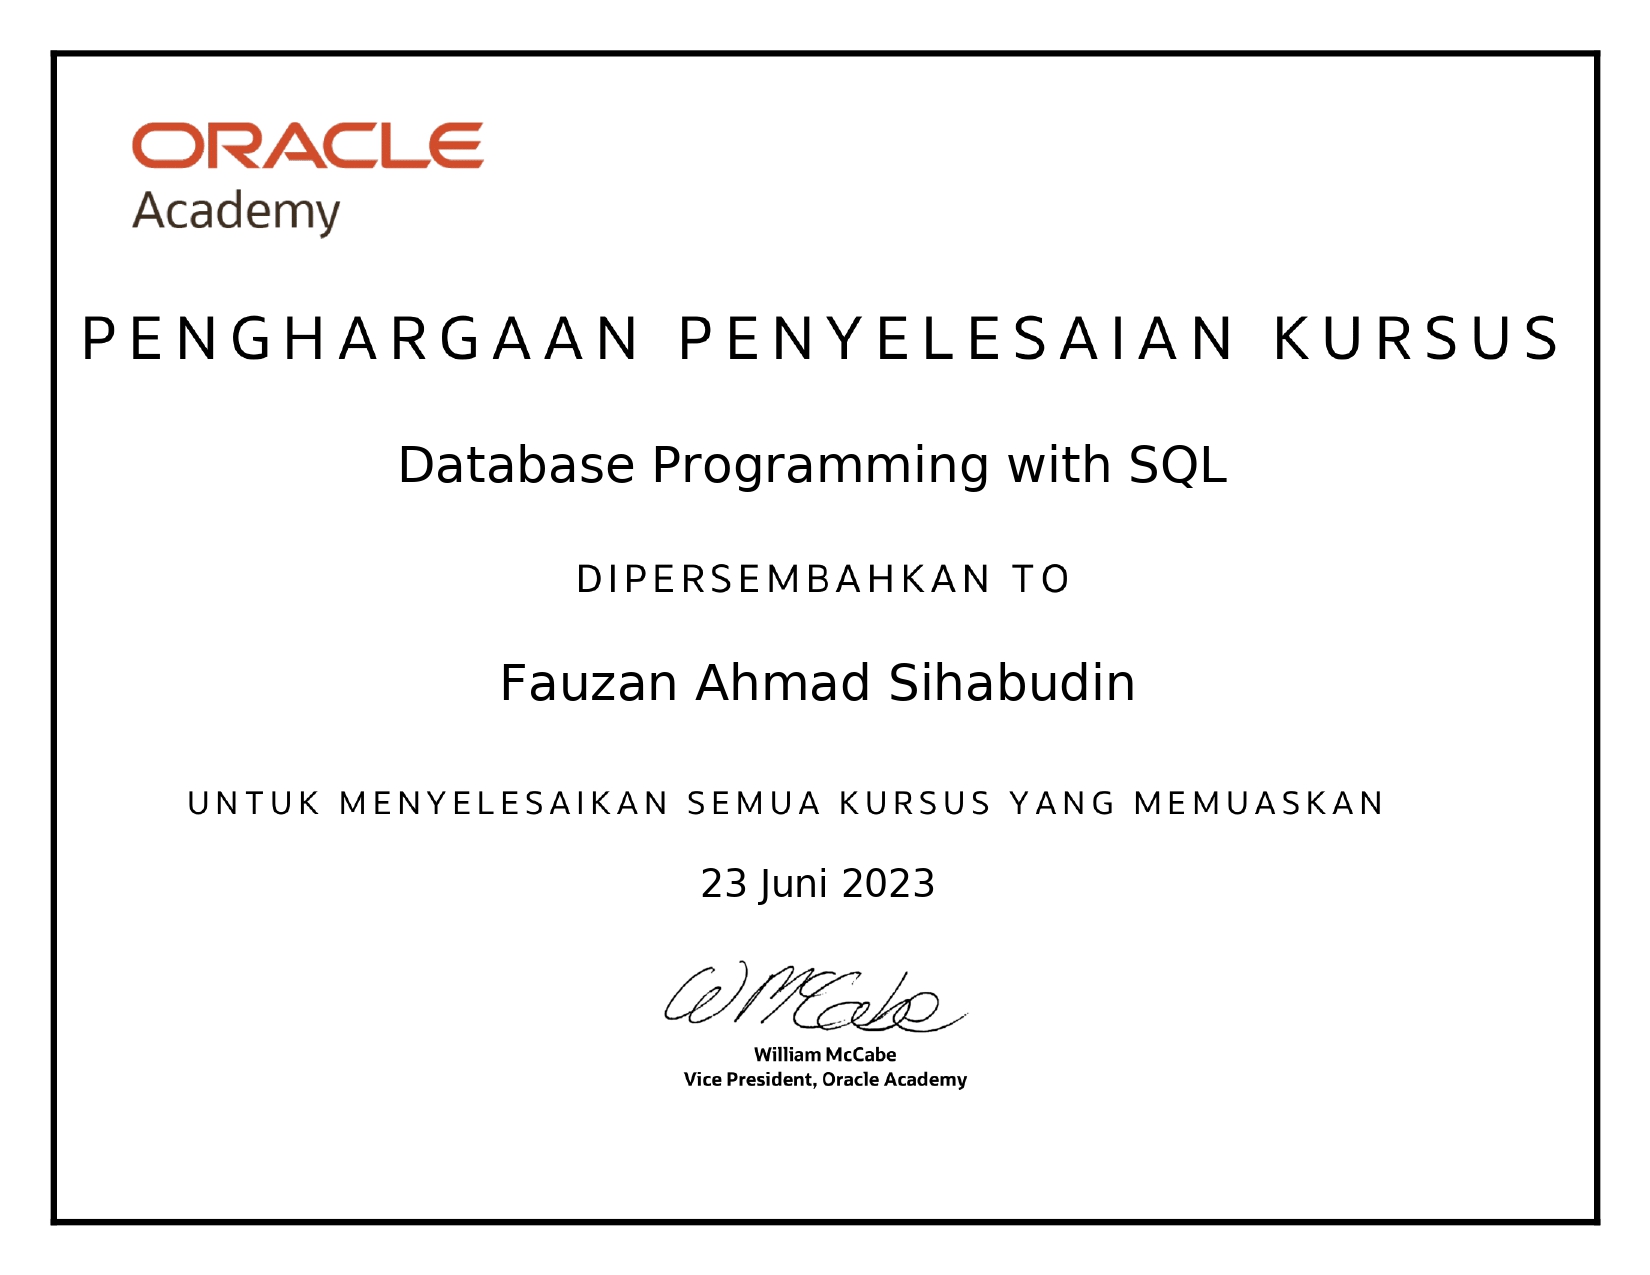 ORACLE
Academy
PENGHARGAAN PENYELESAIAN KURSUS
Database Programming with SQL
DIPERSEMBAHKAN TO
Fauzan Ahmad Sihabudin
UNTUK MENYELESAIKAN SEMUA KURSUS YANG MEMUASKAN
23 Juni 2023
W McCabe
William McCabe
Vice President, Oracle Academy